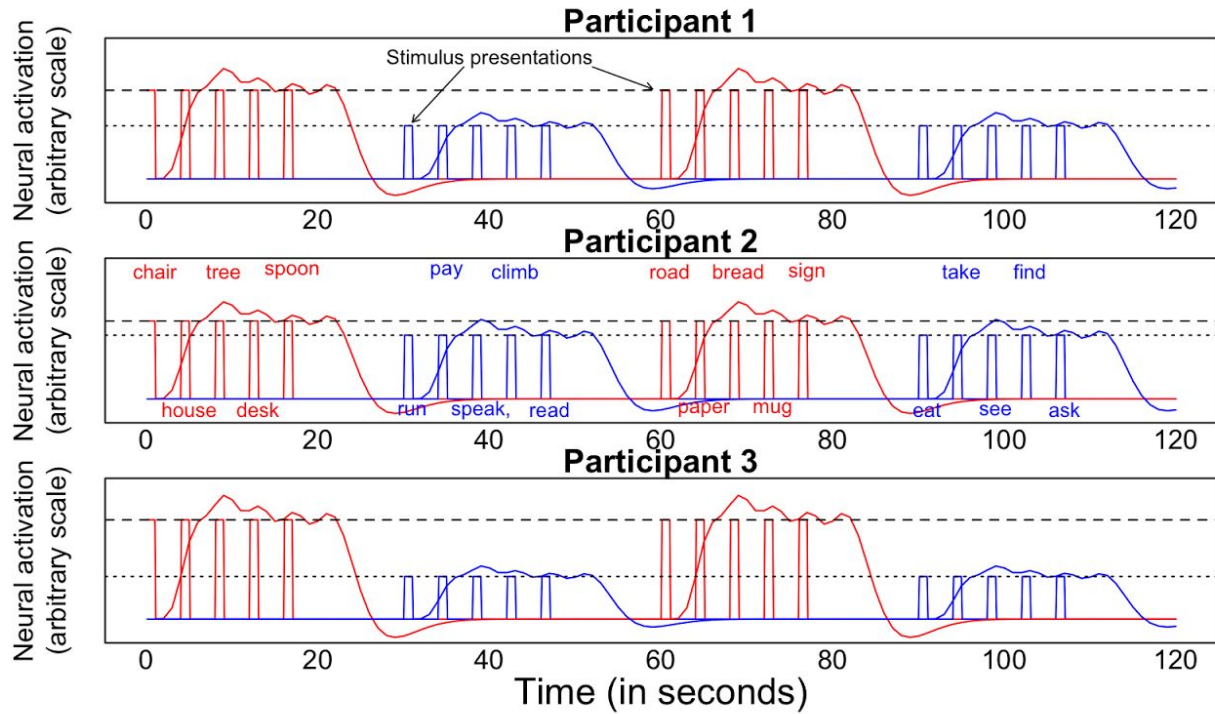 Participant 1
Neural activation
(arbitrary scale)
Stimulus presentations
0 20 40 60 80 100 120
Participant 2
Neural activation
(arbitrary scale)
chair tree spoon pay climb road bread sign take find
house desk run speak, read paper mug eat see ask
0 20 40 60 80 100 120
Participant 3
Neural activation
(arbitrary scale)
0 20 40 60 80 100 120
Time (in seconds)